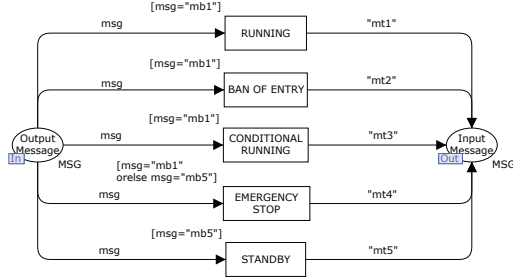 [msg="mb1"]
msg
RUNNING
"mt1"
[msg="mb1"]
msg
BAN OF ENTRY
"mt2"
[msg="mb1"]
Output
Message
In
MSG
msg
CONDITIONAL
RUNNING
"mt3"
Input
Message
Out
MSG
[msg="mb1"
orelse msg="mb5"]
msg
EMERGENCY
STOP
"mt4"
[msg="mb5"]
msg
STANDBY
"mt5"